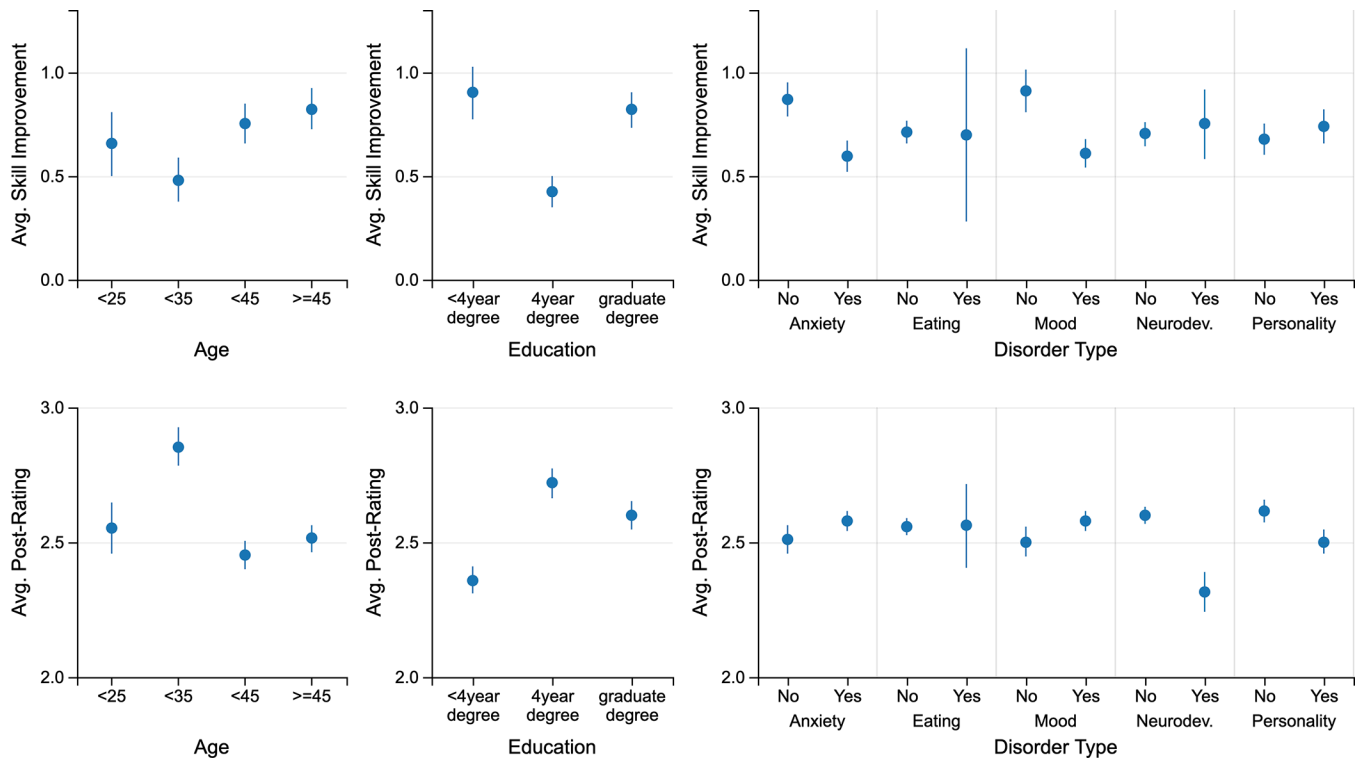 Avg. Skill Improvement
1.0
0.5
0.0
<25 <35 <45 >=45
Age
Avg. Skill Improvement
1.0
0.5
0.0
<4year degree
4year degree
graduate degree
Education
Avg. Skill Improvement
1.0
0.5
0.0
No Yes No Yes No Yes No Yes No Yes
Anxiety Eating Mood Neurodev. Personality
Disorder Type
Avg. Post-Rating
3.0
2.5
2.0
<25 <35 <45 >=45
Age
Avg. Post-Rating
3.0
2.5
2.0
<4year degree
4year degree
graduate degree
Education
Avg. Post-Rating
3.0
2.5
2.0
No Yes No Yes No Yes No Yes No Yes
Anxiety Eating Mood Neurodev. Personality
Disorder Type